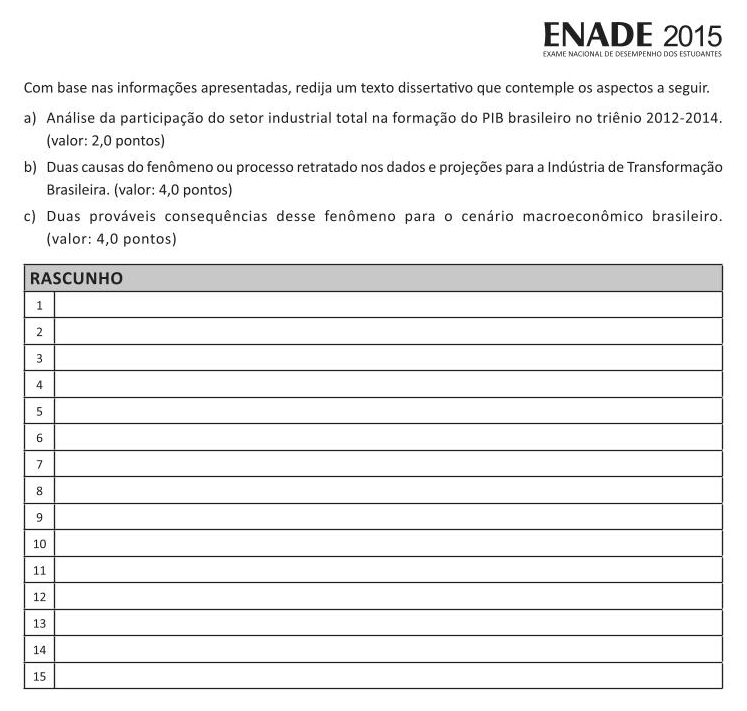 ENADE 2015
EXAME NACIONAL DE DESEMPENHO DOS ESTUDANTES
Com base nas informações apresentadas, redija um texto dissertativo que contemple os aspectos a seguir.
a) Análise da participação do setor industrial total na formação do PIB brasileiro no triênio 2012-2014.
(valor: 2,0 pontos)
b) Duas causas do fenômeno ou processo retratado nos dados e projeções para a Indústria de Transformação
Brasileira. (valor: 4,0 pontos)
c) Duas prováveis consequências desse fenômeno para o cenário macroeconômico brasileiro.
(valor: 4,0 pontos)
RASCUNHO
1
2
3
4
5
6
7
8
9
10
11
12
13
14
15